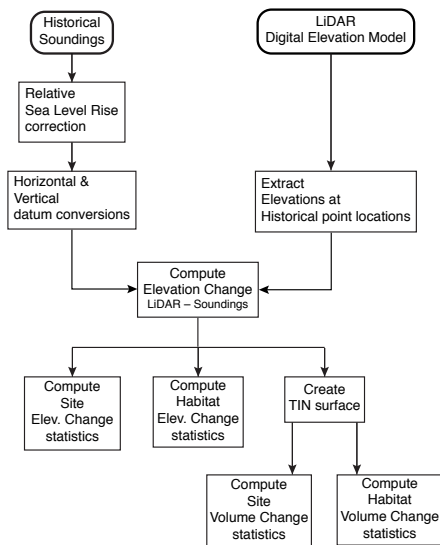 Historical
Soundings
LiDAR
Digital Elevation Model
Relative
Sea Level Rise
correction
Horizontal &
Vertical
datum conversions
Extract
Elevations at
Historical point locations
Compute
Elevation Change
LiDAR – Soundings
Compute
Site
Elev. Change
statistics
Compute
Habitat
Elev. Change
statistics
Create
TIN surface
Compute
Site
Volume Change
statistics
Compute
Habitat
Volume Change
statistics